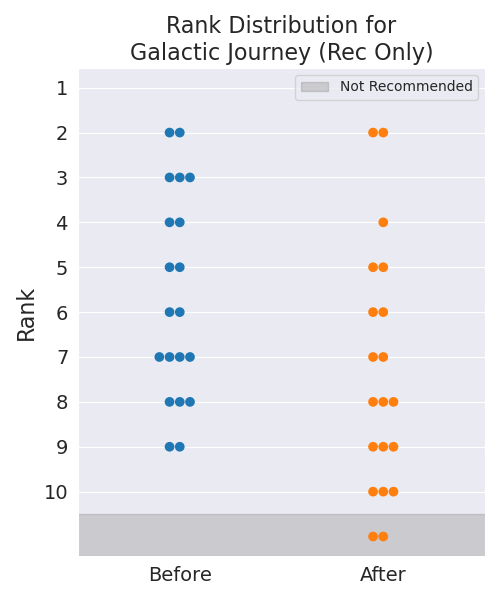 Rank Distribution for
Galactic Journey (Rec Only)
Not Recommended
1
2
3
4
5
6
7
8
9
10
Rank
Before
After